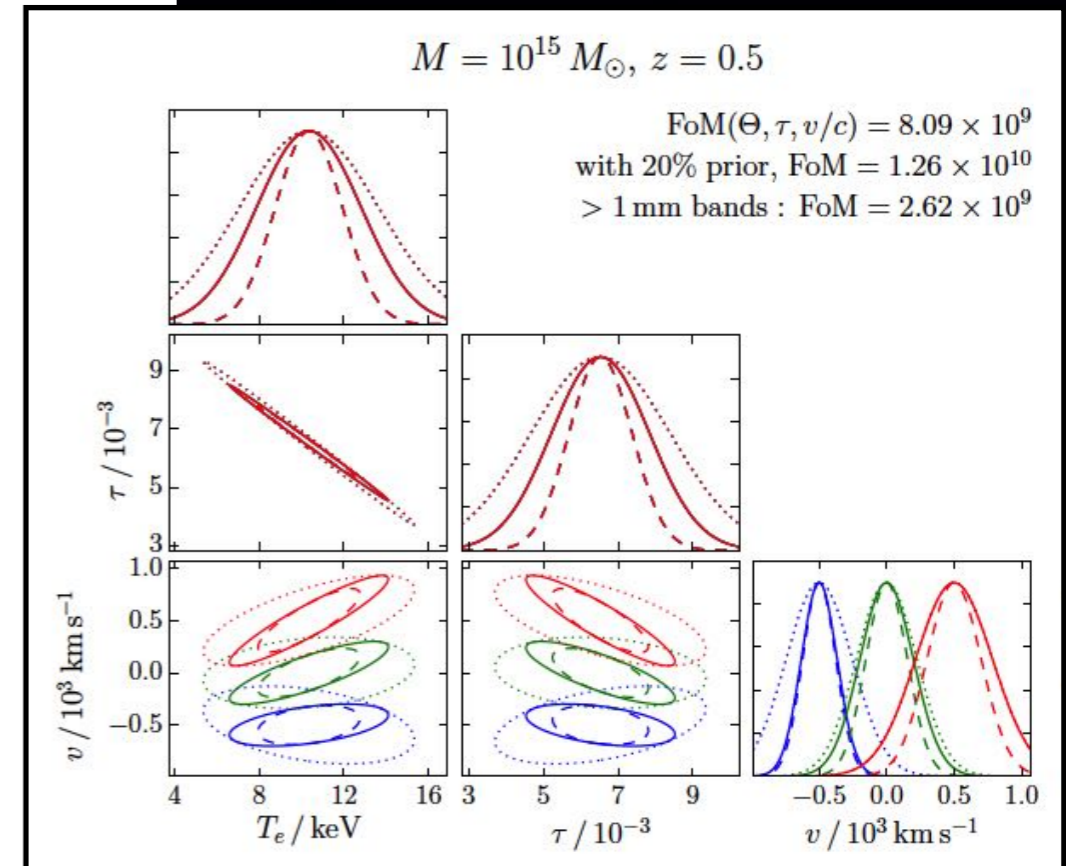 M = 10^{15} M_⊙, z = 0.5
FoM(Θ, τ, v/c) = 8.09 × 10^9
with 20% prior, FoM = 1.26 × 10^{10}
> 1 mm bands : FoM = 2.62 × 10^9
τ / 10^{-3}
9
7
5
3
v / 10^3 km s^{-1}
1.0
0.5
0.0
−0.5
4 8 12 16
T_e / keV
3 5 7 9
τ / 10^{-3}
−0.5 0.0 0.5 1.0
v / 10^3 km s^{-1}